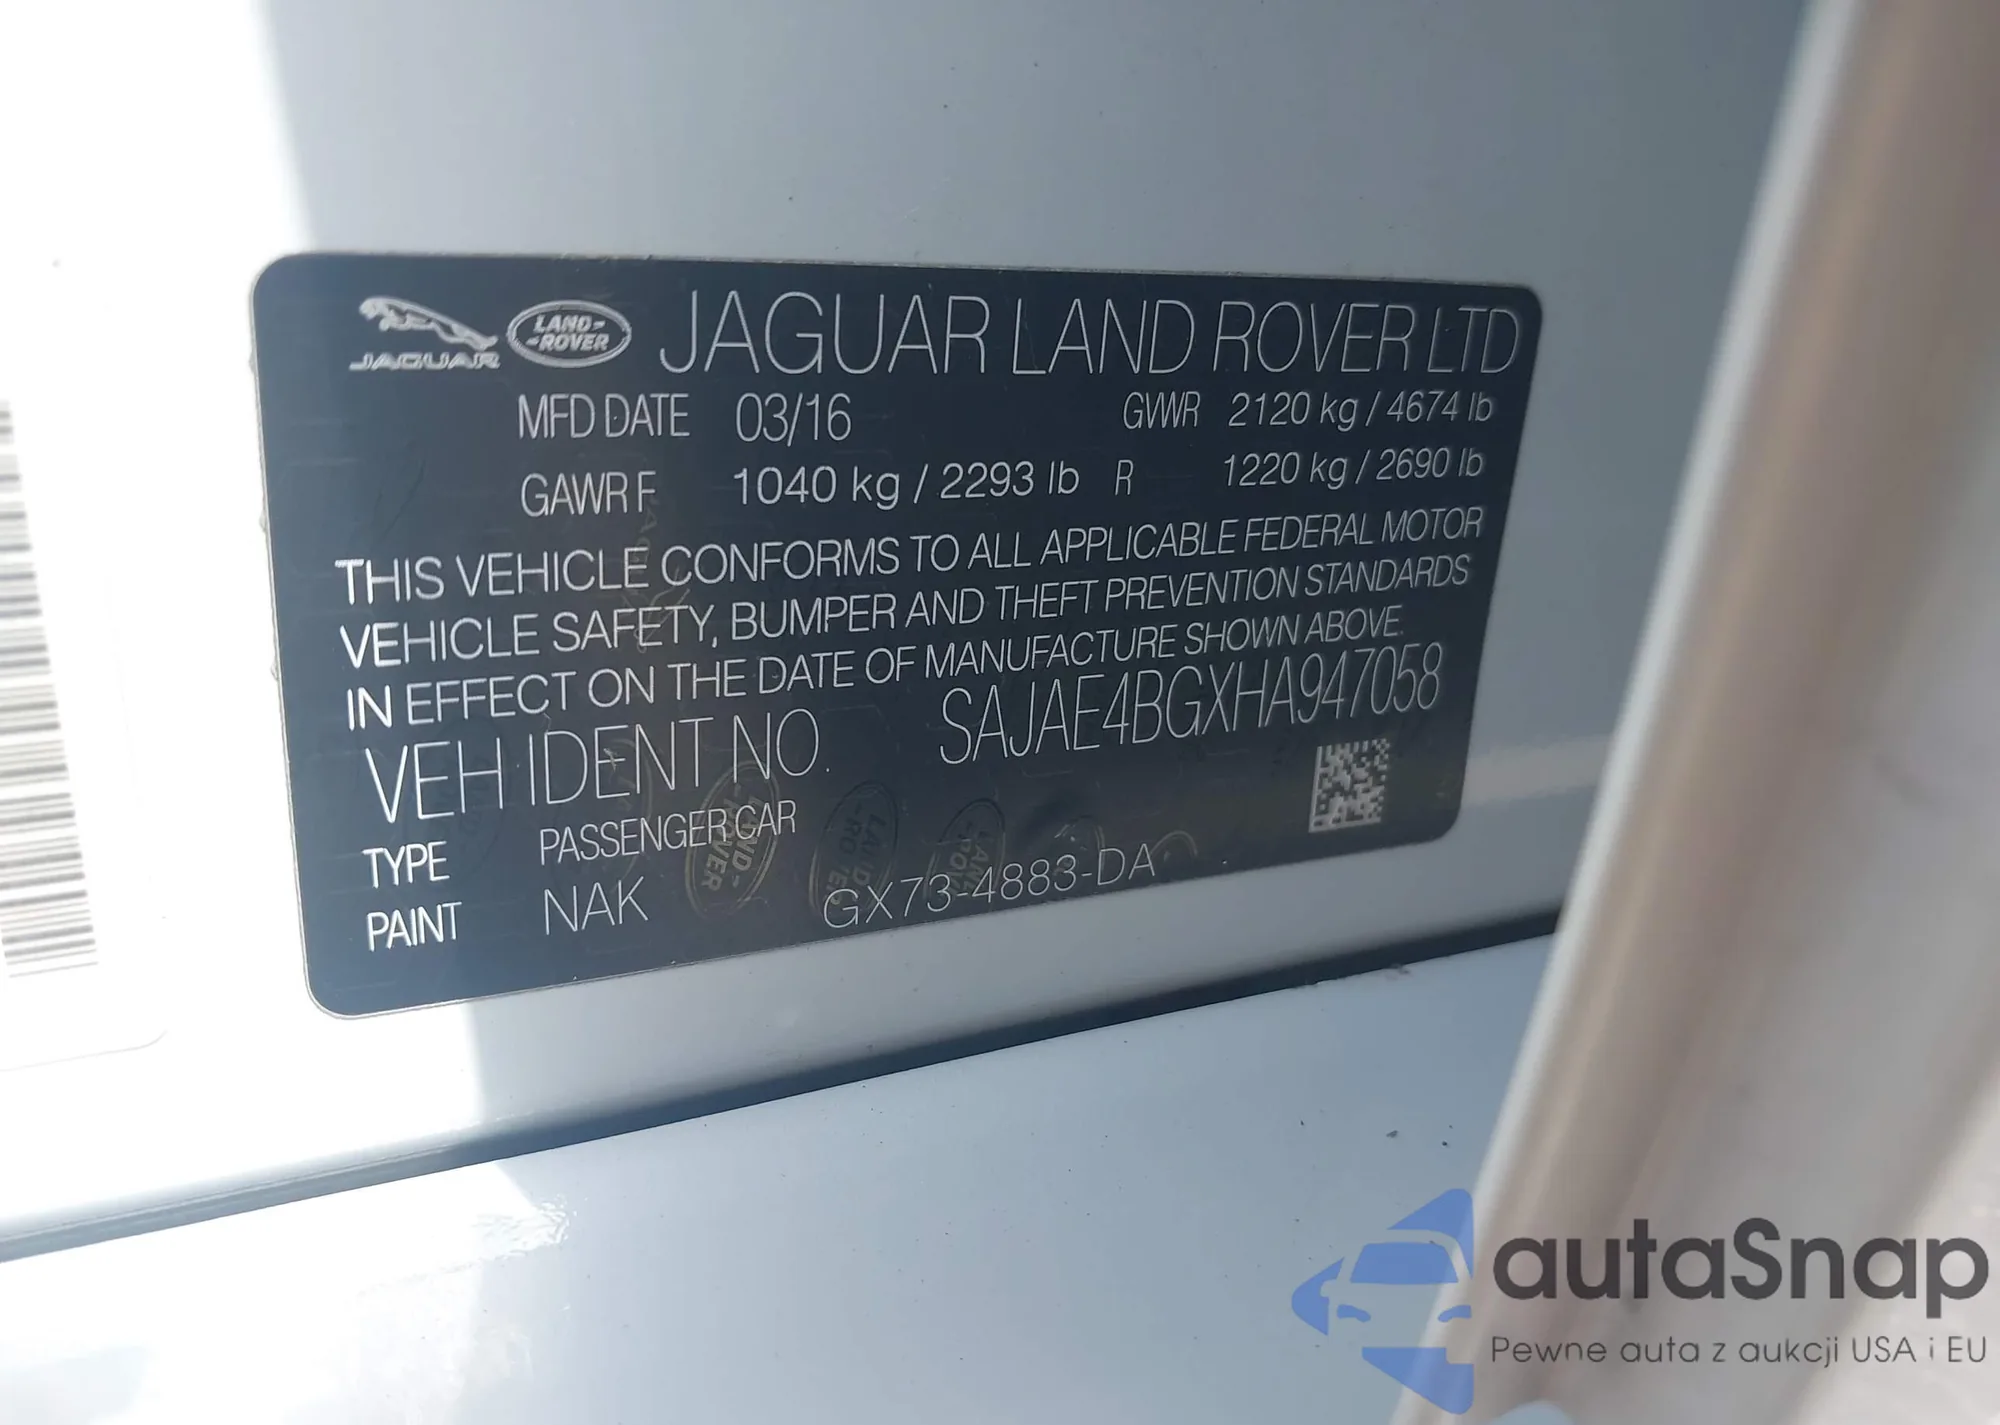 JAGUAR LAND-ROVER JAGUAR LAND ROVER LTD
MFD DATE 03/16 GVWR 2120 kg / 4674 lb
GAWR F 1040 kg / 2293 lb R 1220 kg / 2690 lb
THIS VEHICLE CONFORMS TO ALL APPLICABLE FEDERAL MOTOR
VEHICLE SAFETY, BUMPER AND THEFT PREVENTION STANDARDS
IN EFFECT ON THE DATE OF MANUFACTURE SHOWN ABOVE.
VEH IDENT NO. SAJAE4BGXHA947058
TYPE PASSENGER CAR
PAINT NAK GX73-4883-DA
autaSnap
Pewne auta z aukcji USA i EU